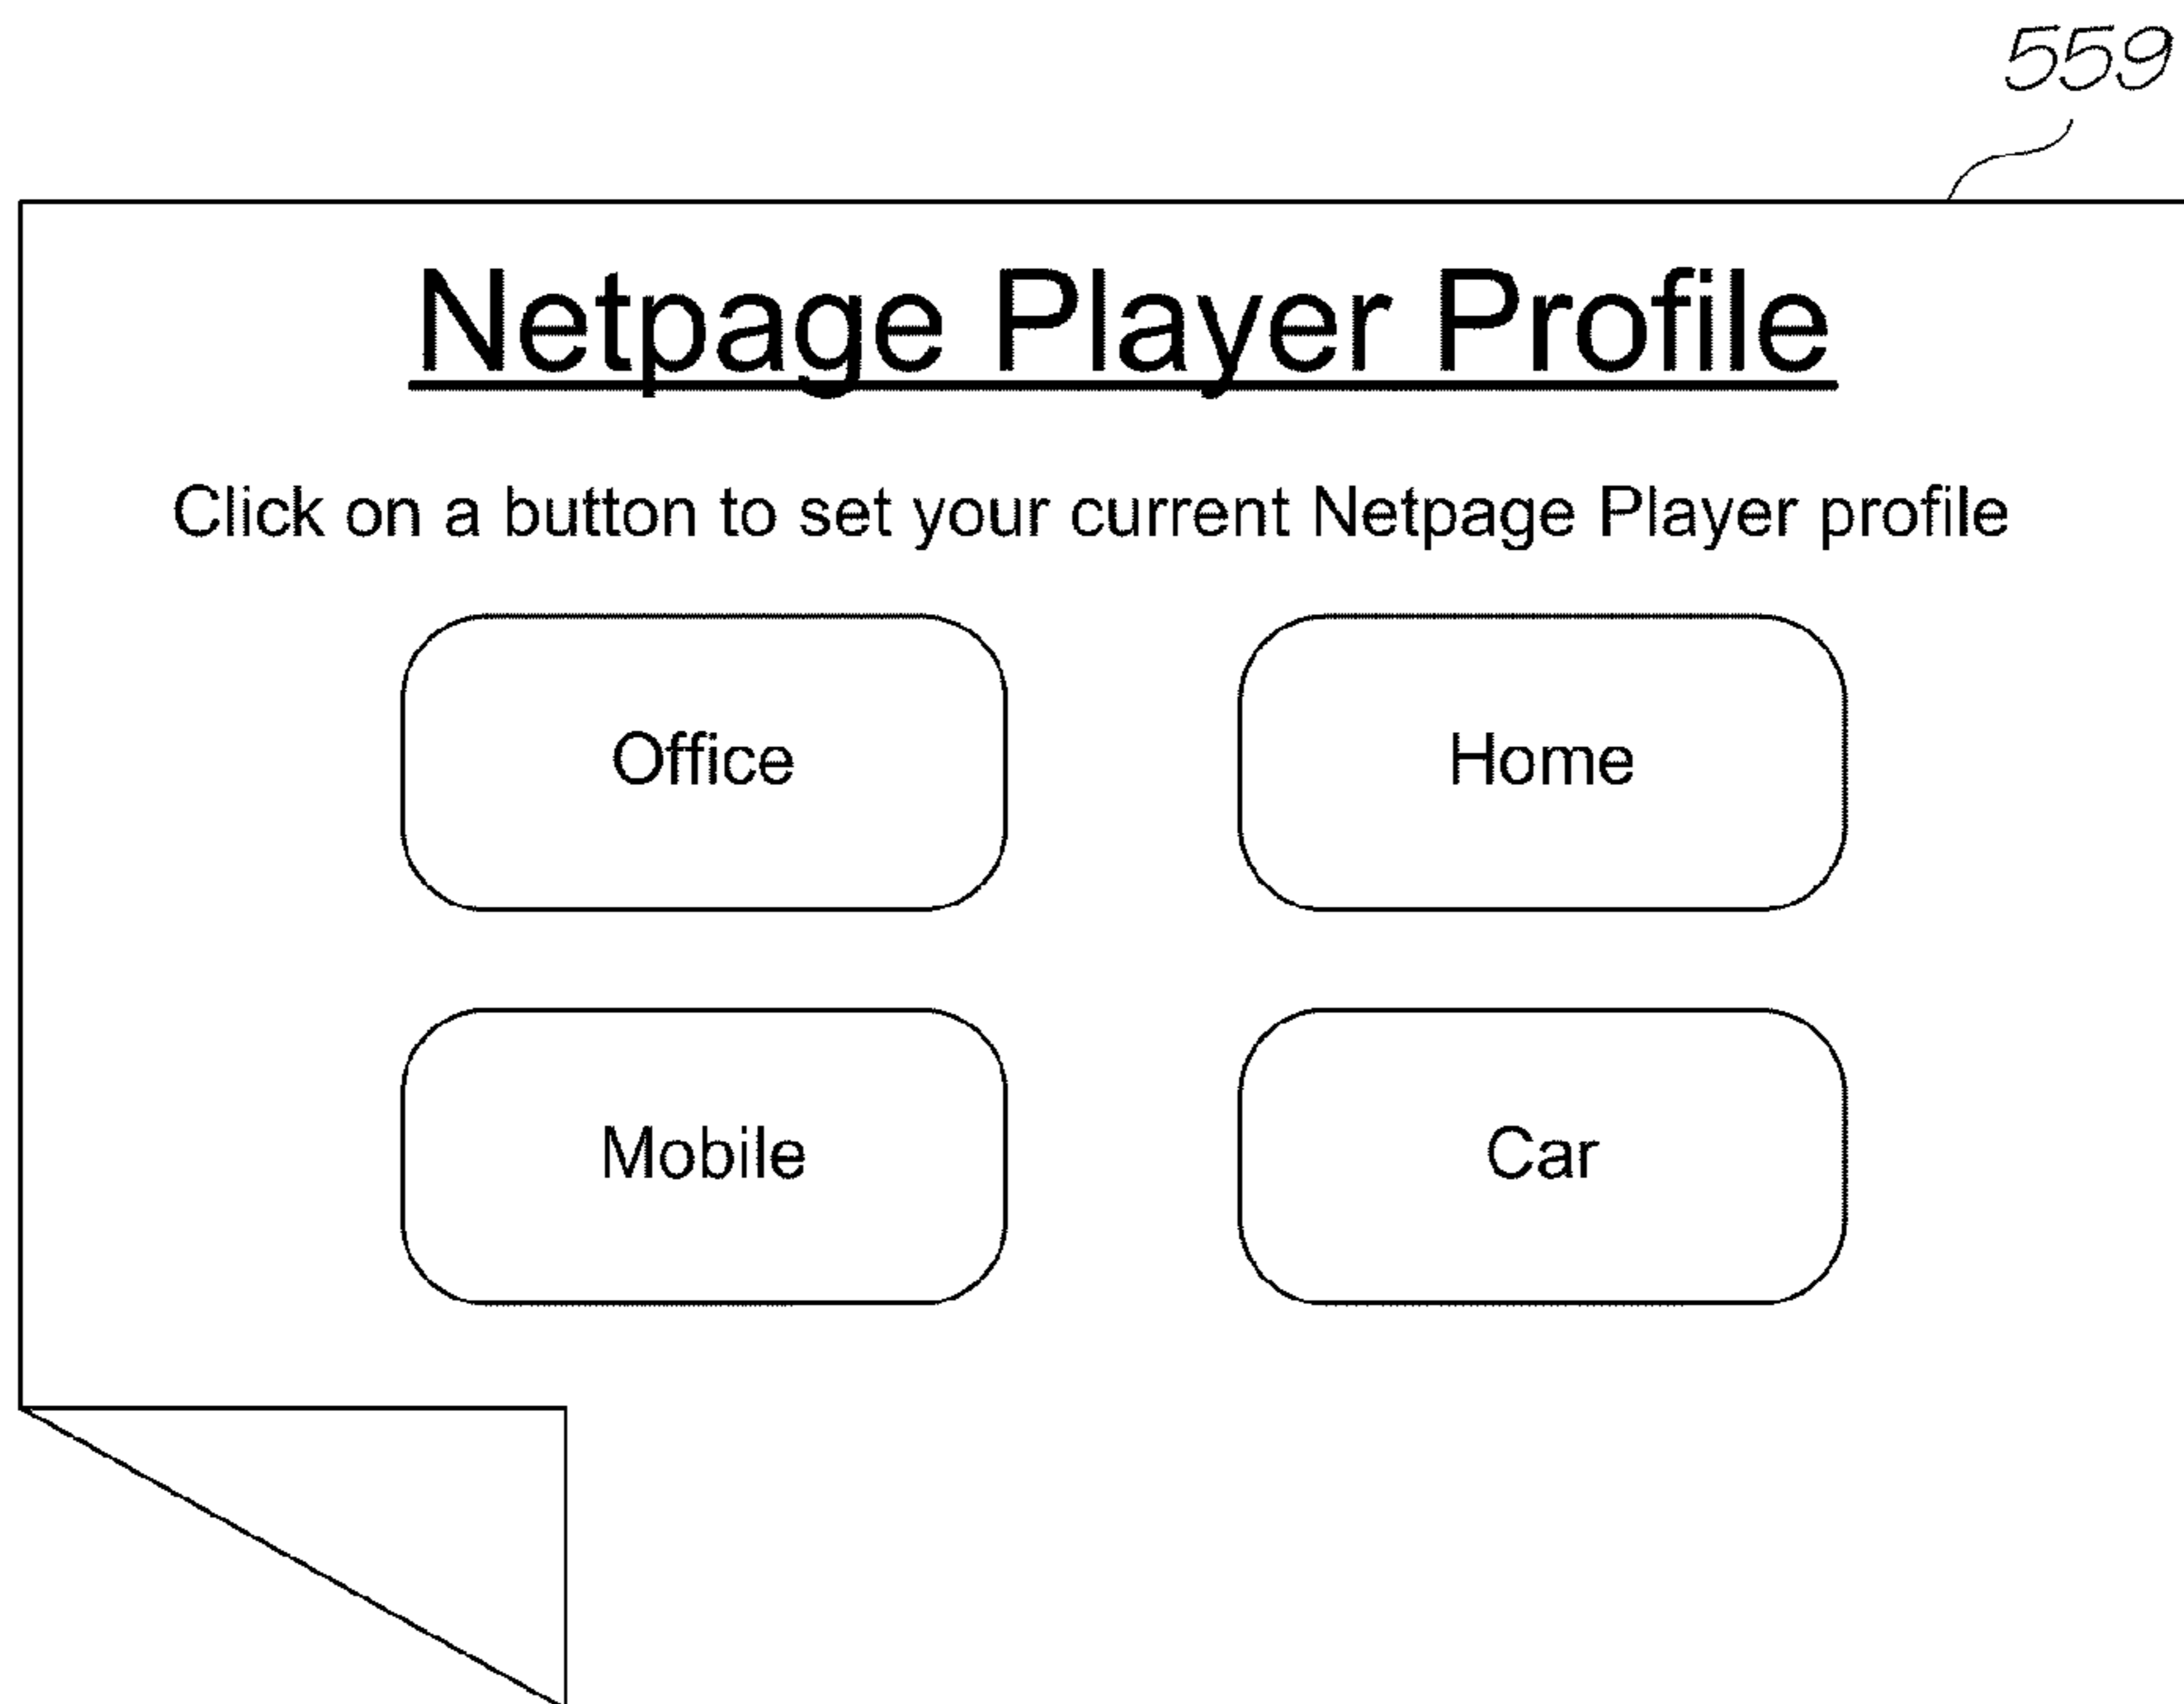 559
Netpage Player Profile
Click on a button to set your current Netpage Player profile
Office Home
Mobile Car